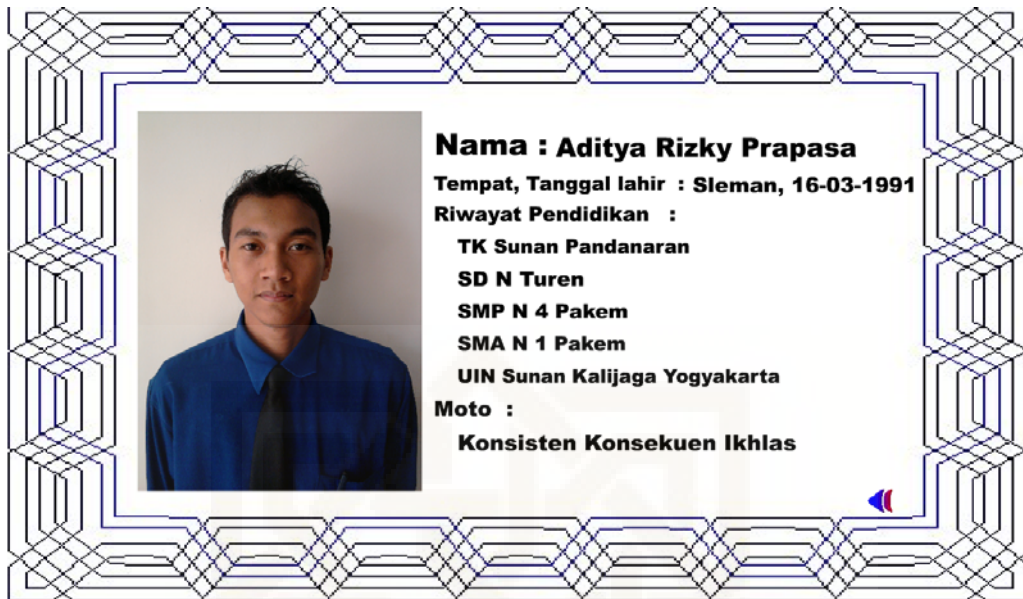 Nama : Aditya Rizky Prapasa
Tempat, Tanggal lahir : Sleman, 16-03-1991
Riwayat Pendidikan :
TK Sunan Pandanaran
SD N Turen
SMP N 4 Pakem
SMA N 1 Pakem
UIN Sunan Kalijaga Yogyakarta
Moto :
Konsisten Konsekuen Ikhlas